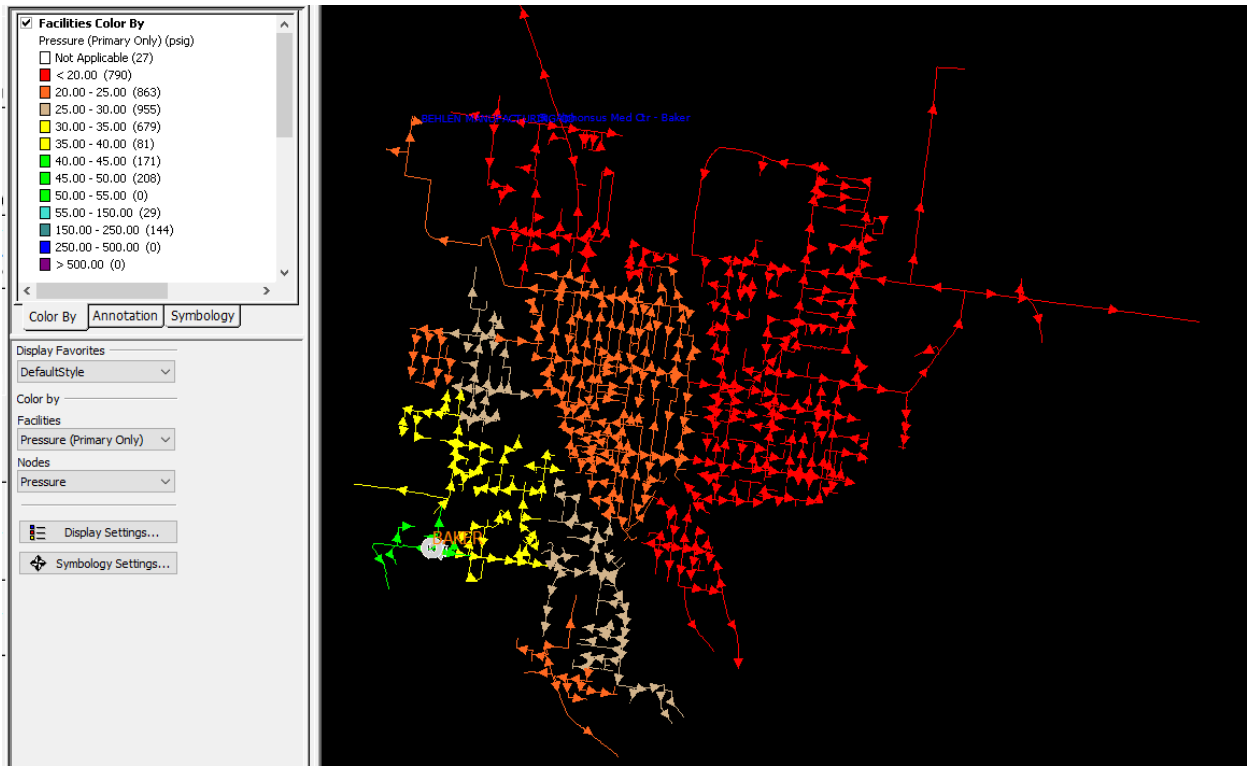 Facilities Color By
Pressure (Primary Only) (psig)
Not Applicable (27)
< 20.00 (790)
20.00 - 25.00 (863)
25.00 - 30.00 (955)
30.00 - 35.00 (679)
35.00 - 40.00 (81)
40.00 - 45.00 (171)
45.00 - 50.00 (208)
50.00 - 55.00 (0)
55.00 - 150.00 (29)
150.00 - 250.00 (144)
250.00 - 500.00 (0)
> 500.00 (0)
Color By Annotation Symbology
Display Favorites
DefaultStyle
Color by
Facilities
Pressure (Primary Only)
Nodes
Pressure
Display Settings...
Symbology Settings...
BEHLEN Med Ctr - Baker
BAKER